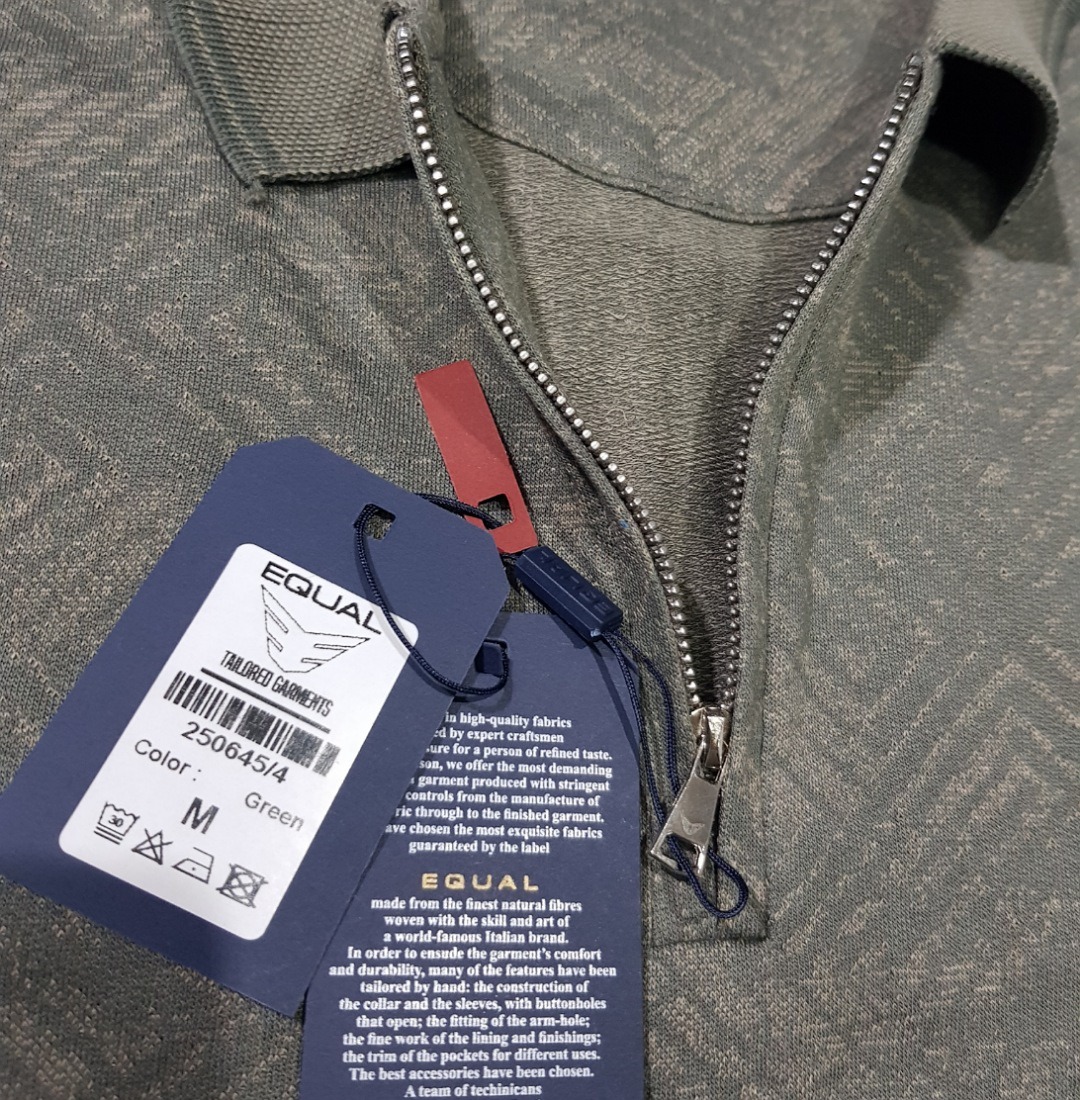 EQUAL
TAILORED GARMENTS
250645/4
Color :
Green
M
30
in high-quality fabrics
ed by expert craftsmen
sure for a person of refined taste.
son, we offer the most demanding
garment produced with stringent
controls from the manufacture of
ric through to the finished garment.
ave chosen the most exquisite fabrics
guaranteed by the label
EQUAL
made from the finest natural fibres
woven with the skill and art of
a world-famous Italian brand.
In order to ensude the garment's comfort
and durability, many of the features have been
tailored by hand: the construction of
the collar and the sleeves, with buttonholes
that open; the fitting of the arm-hole;
the fine work of the lining and finishings;
the trim of the pockets for different uses.
The best accessories have been chosen.
A team of techinicans